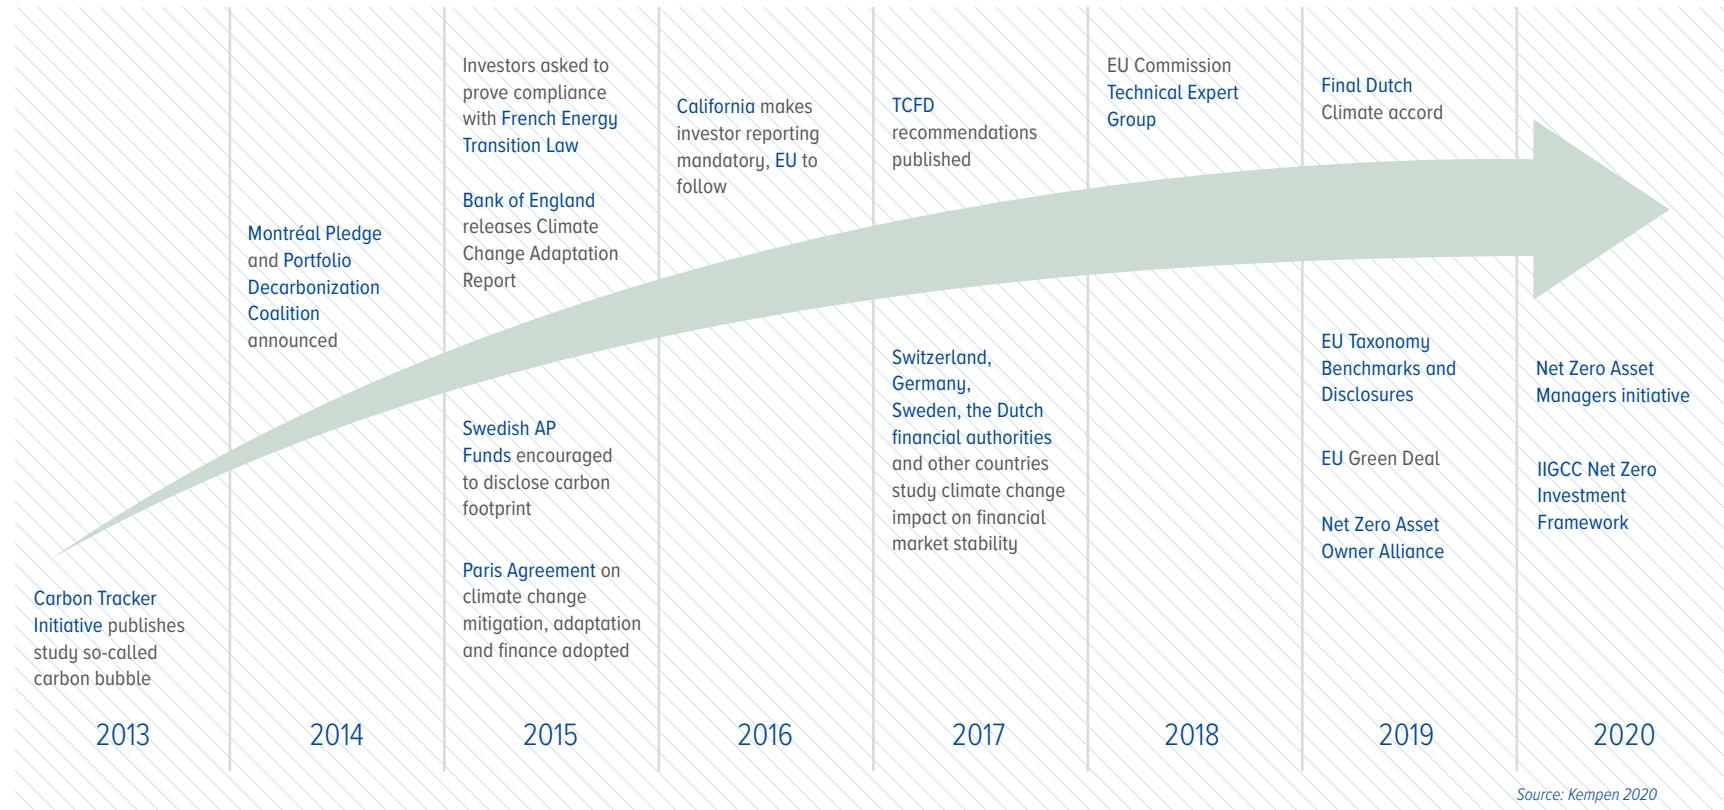 Carbon Tracker
Initiative publishes
study so-called
carbon bubble
2013
Montréal Pledge
and Portfolio
Decarbonization
Coalition
announced
2014
Investors asked to
prove compliance
with French Energy
Transition Law
Bank of England
releases Climate
Change Adaptation
Report
Swedish AP
Funds encouraged
to disclose carbon
footprint
Paris Agreement on
climate change
mitigation, adaptation
and finance adopted
2015
California makes
investor reporting
mandatory, EU to
follow
2016
TCFD
recommendations
published
Switzerland,
Germany,
Sweden, the Dutch
financial authorities
and other countries
study climate change
impact on financial
market stability
2017
EU Commission
Technical Expert
Group
2018
Final Dutch
Climate accord
EU Taxonomy
Benchmarks and
Disclosures
EU Green Deal
Net Zero Asset
Owner Alliance
2019
Net Zero Asset
Managers initiative
IIGCC Net Zero
Investment
Framework
2020
Source: Kempen 2020